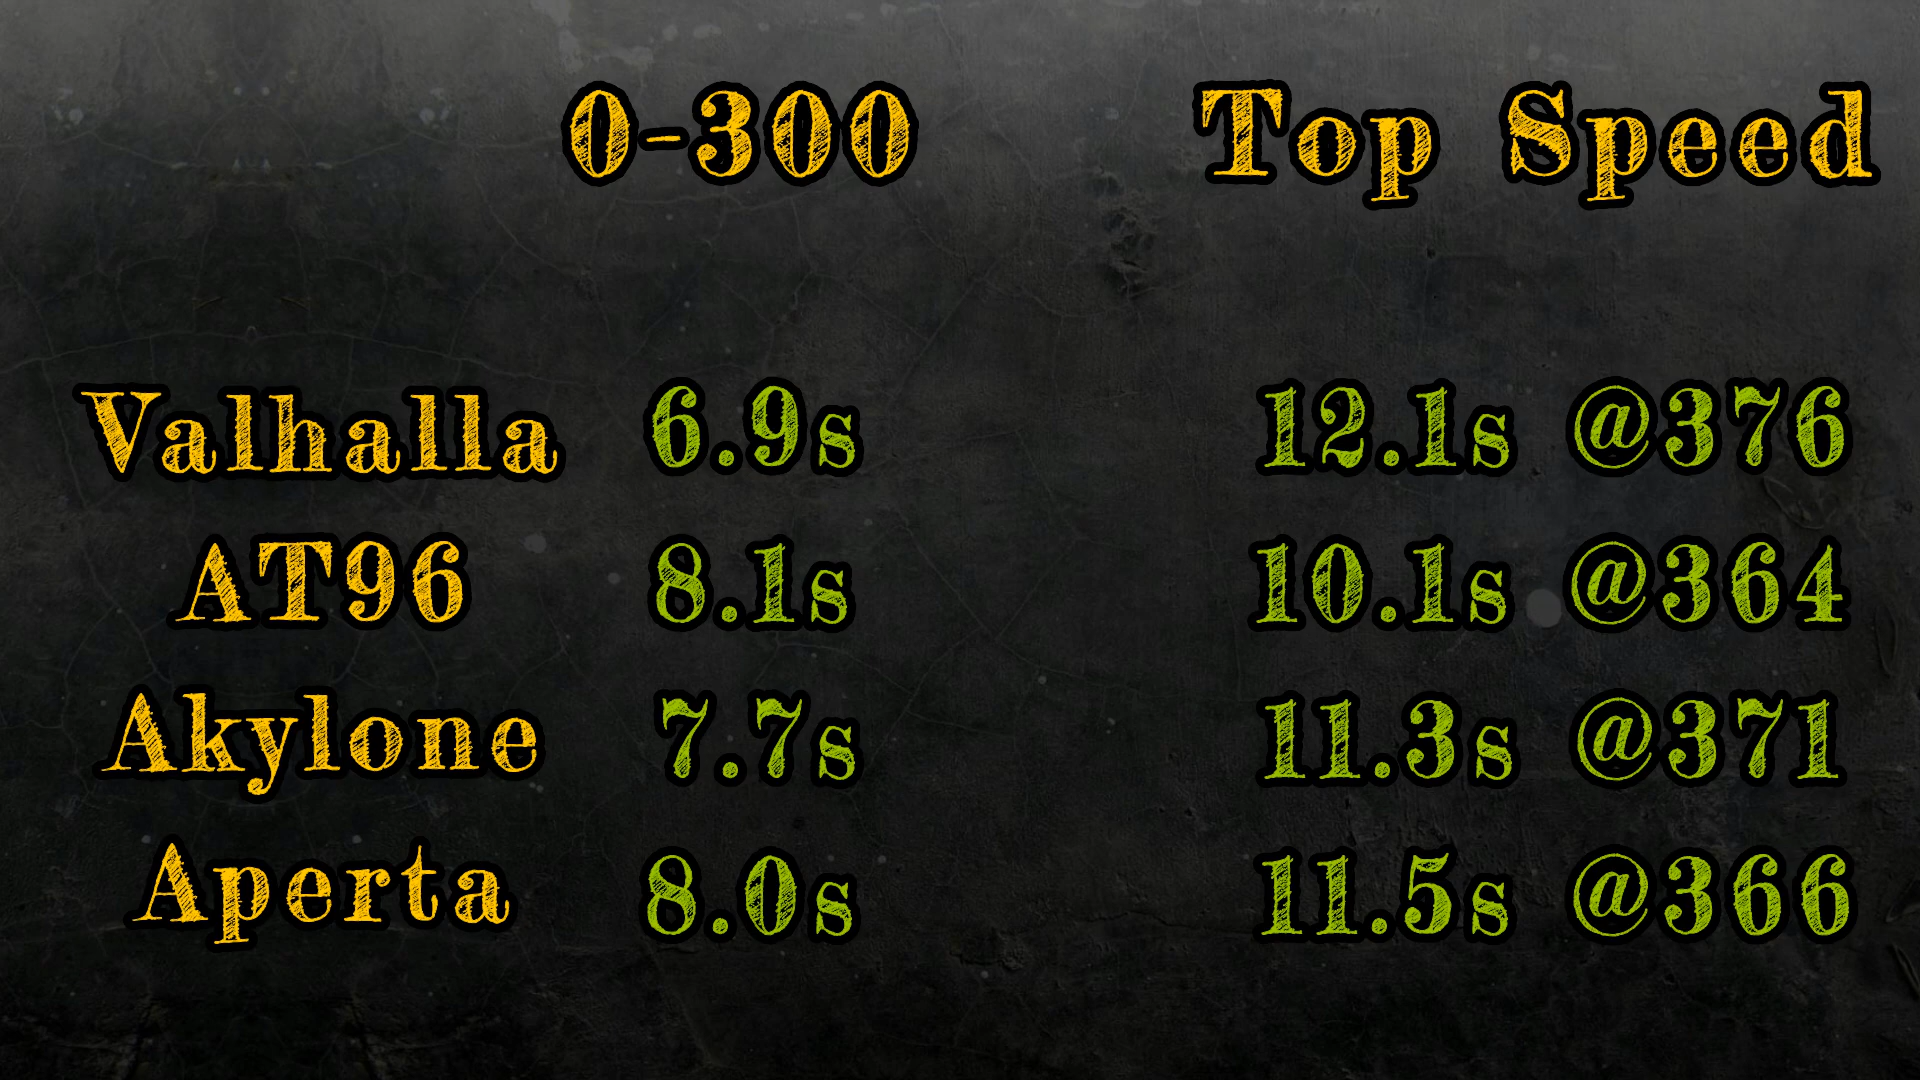 0-300 Top Speed
Valhalla 6.9s 12.1s @376
AT96 8.1s 10.1s @364
Akylone 7.7s 11.3s @371
Aperta 8.0s 11.5s @366